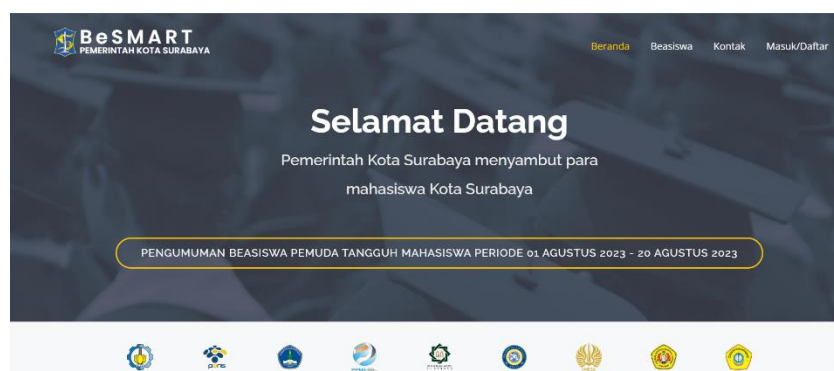 BeSMART
PEMERINTAH KOTA SURABAYA
Beranda Beasiswa Kontak Masuk/Daftar
Selamat Datang
Pemerintah Kota Surabaya menyambut para
mahasiswa Kota Surabaya
PENGUMUMAN BEASISWA PEMUDA TANGGUH MAHASISWA PERIODE 01 AGUSTUS 2023 - 20 AGUSTUS 2023